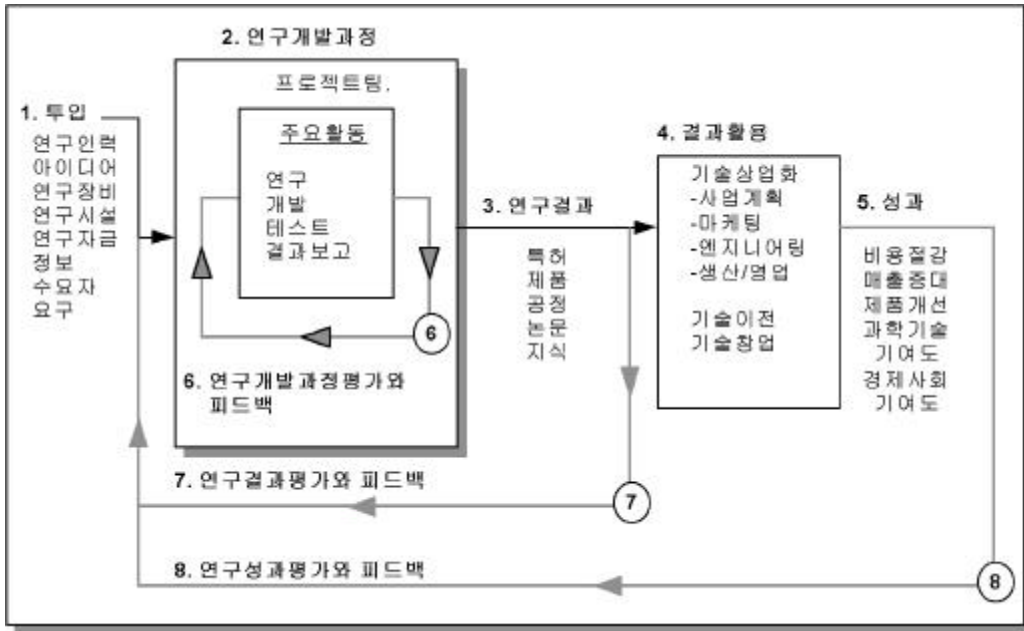 2. 연구개발과정
프로젝트팀.
1. 투입
연구인력
아이디어
연구장비
연구시설
연구자금
정보
수요자
요구
주요활동
연구
개발
테스트
결과보고
6
6. 연구개발과정평가와
피드백
3. 연구결과
특허
제품
공정
논문
지식
4. 결과활용
기술상업화
-사업계획
-마케팅
-엔지니어링
-생산/영업
기술이전
기술창업
5. 성과
비용절감
매출증대
제품개선
과학기술
기여도
경제사회
기여도
7. 연구결과평가와 피드백
7
8. 연구성과평가와 피드백
8